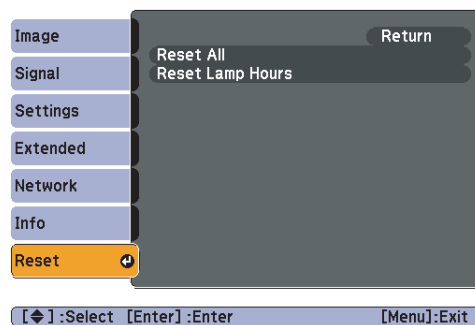 Image
Signal
Settings
Extended
Network
Info
Reset
Return
Reset All
Reset Lamp Hours
[◆] :Select [Enter] :Enter [Menu]:Exit